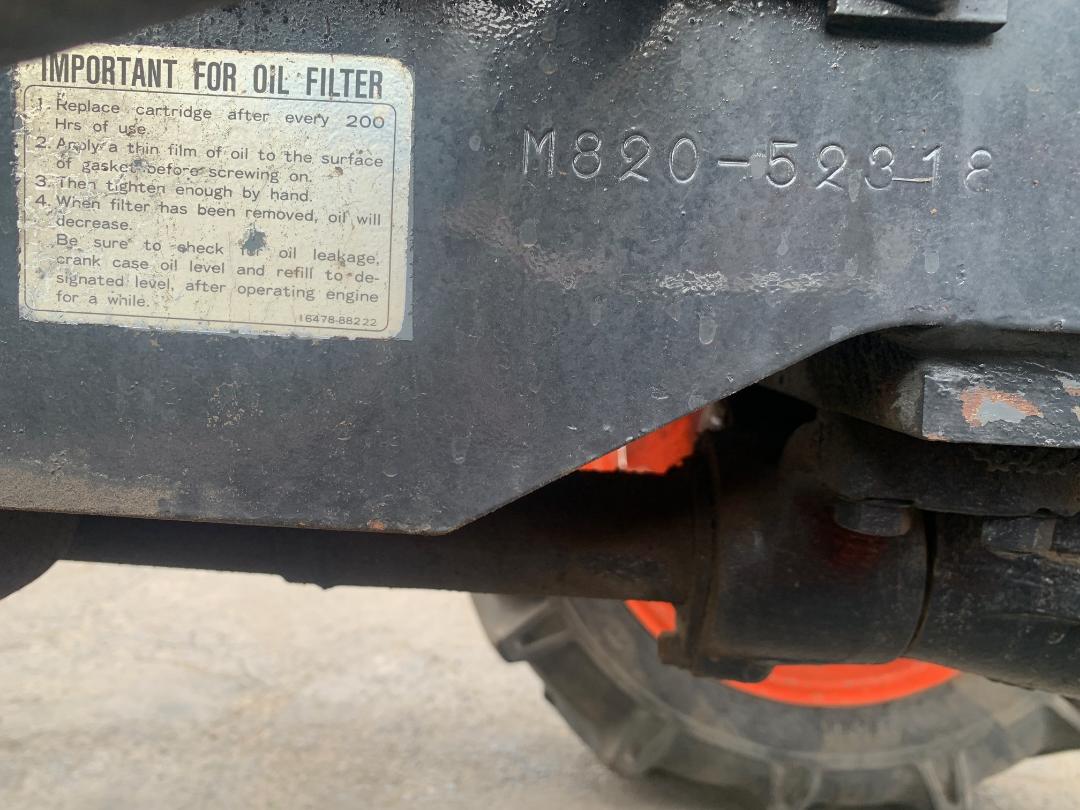 IMPORTANT FOR OIL FILTER
1. Replace cartridge after every 200
Hrs of use.
2. Apply a thin film of oil to the surface
of gasket before screwing on.
3. Then tighten enough by hand.
4. When filter has been removed, oil will
decrease.
Be sure to check for oil leakage,
crank case oil level and refill to de-
signated level, after operating engine
for a while.
16478-88222
M820-52318